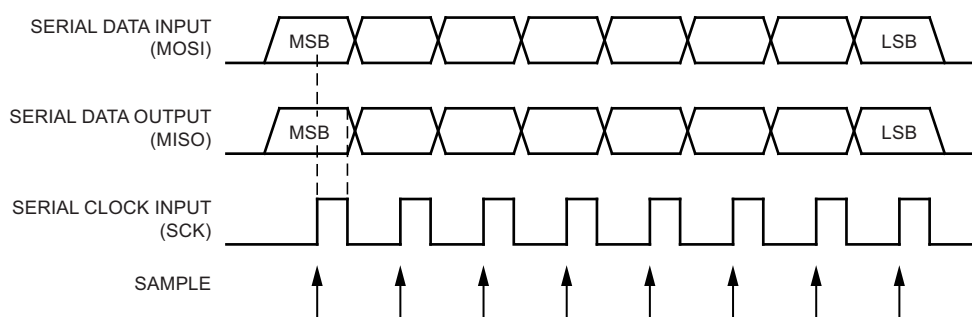 SERIAL DATA INPUT
(MOSI)
MSB
LSB
SERIAL DATA OUTPUT
(MISO)
MSB
LSB
SERIAL CLOCK INPUT
(SCK)
SAMPLE